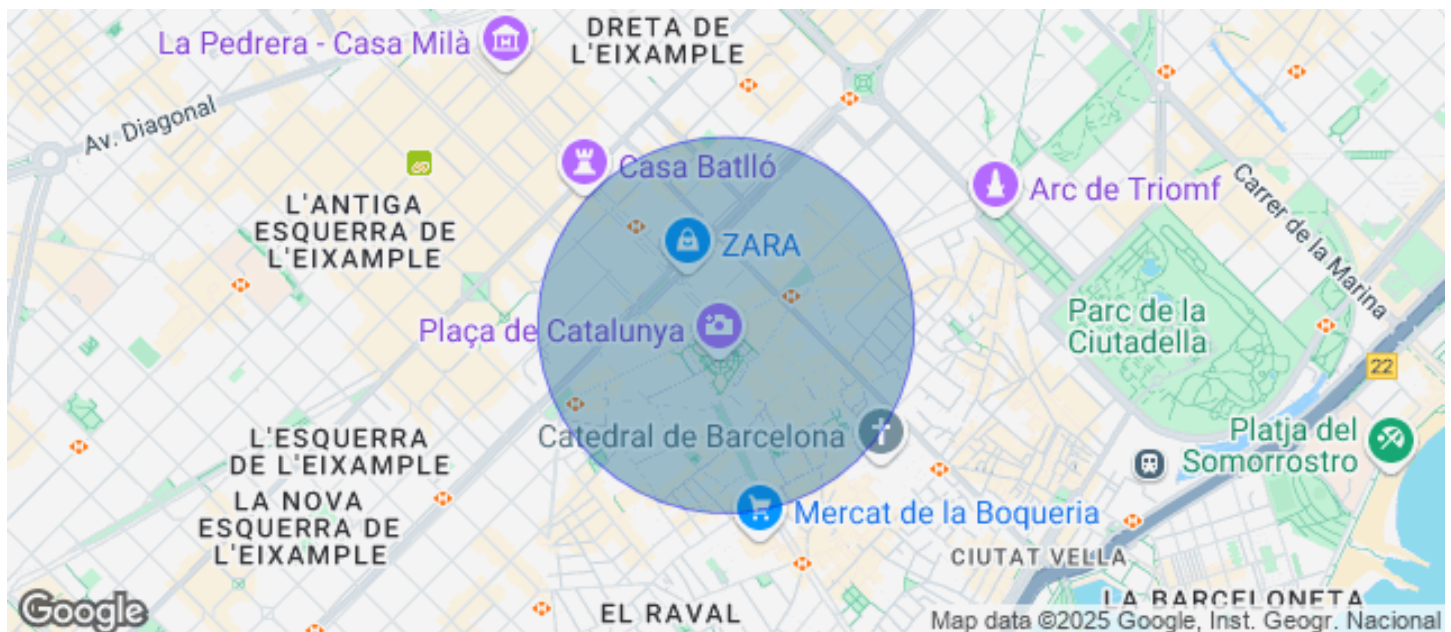 La Pedrera - Casa Milà
DRETA DE
L'EIXAMPLE
Av. Diagonal
Casa Batlló
Arc de Triomf
Carrer de la Marina
L'ANTIGA
ESQUERRA DE
L'EIXAMPLE
ZARA
Plaça de Catalunya
Parc de la
Ciutadella
22
L'ESQUERRA
DE L'EIXAMPLE
Catedral de Barcelona
Platja del
Somorrostro
LA NOVA
ESQUERRA DE
L'EIXAMPLE
Mercat de la Boqueria
CIUTAT VELLA
LA BARCELONETA
EL RAVAL
Google
Map data ©2025 Google, Inst. Geogr. Nacional